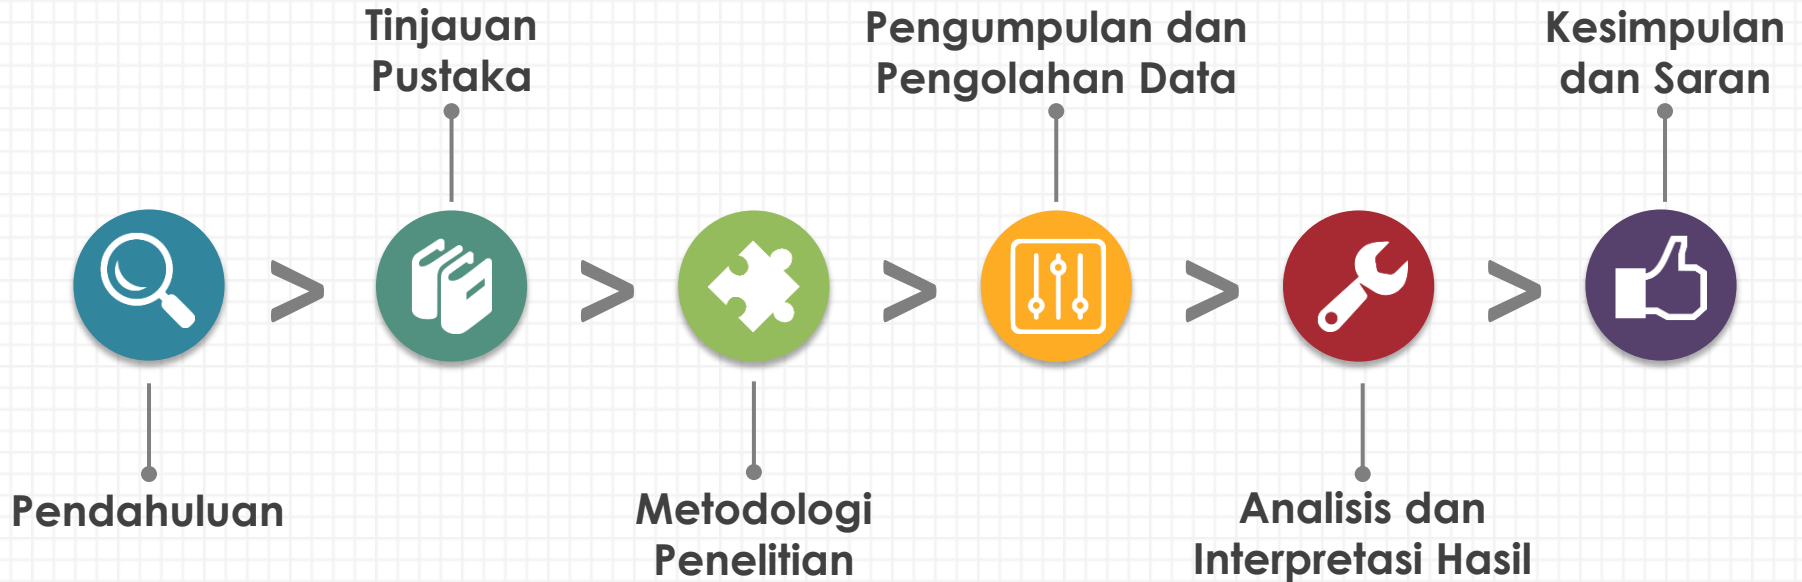 Pendahuluan
>
Tinjauan
Pustaka
>
Metodologi
Penelitian
>
Pengumpulan dan
Pengolahan Data
>
Analisis dan
Interpretasi Hasil
>
Kesimpulan
dan Saran